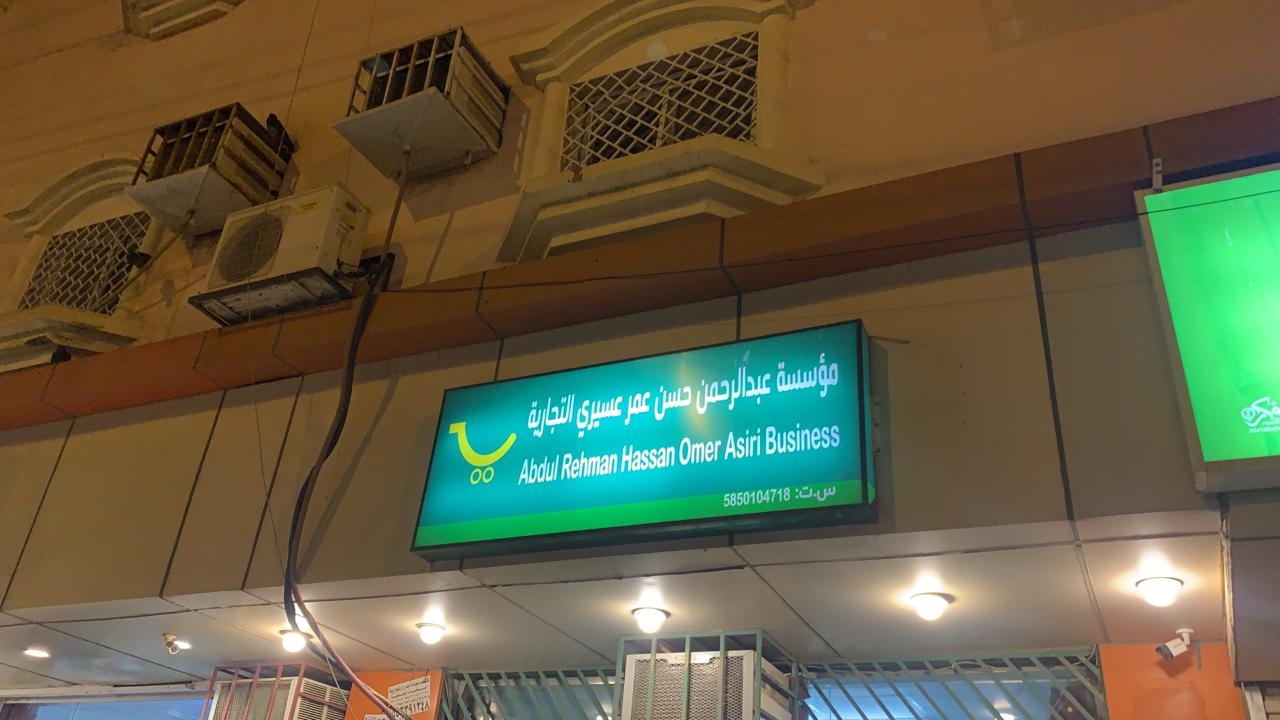 مؤسسة عبدالرحمن حسن عمر عسيري التجارية
Abdul Rehman Hassan Omer Asiri Business
س.ت: 5850104718